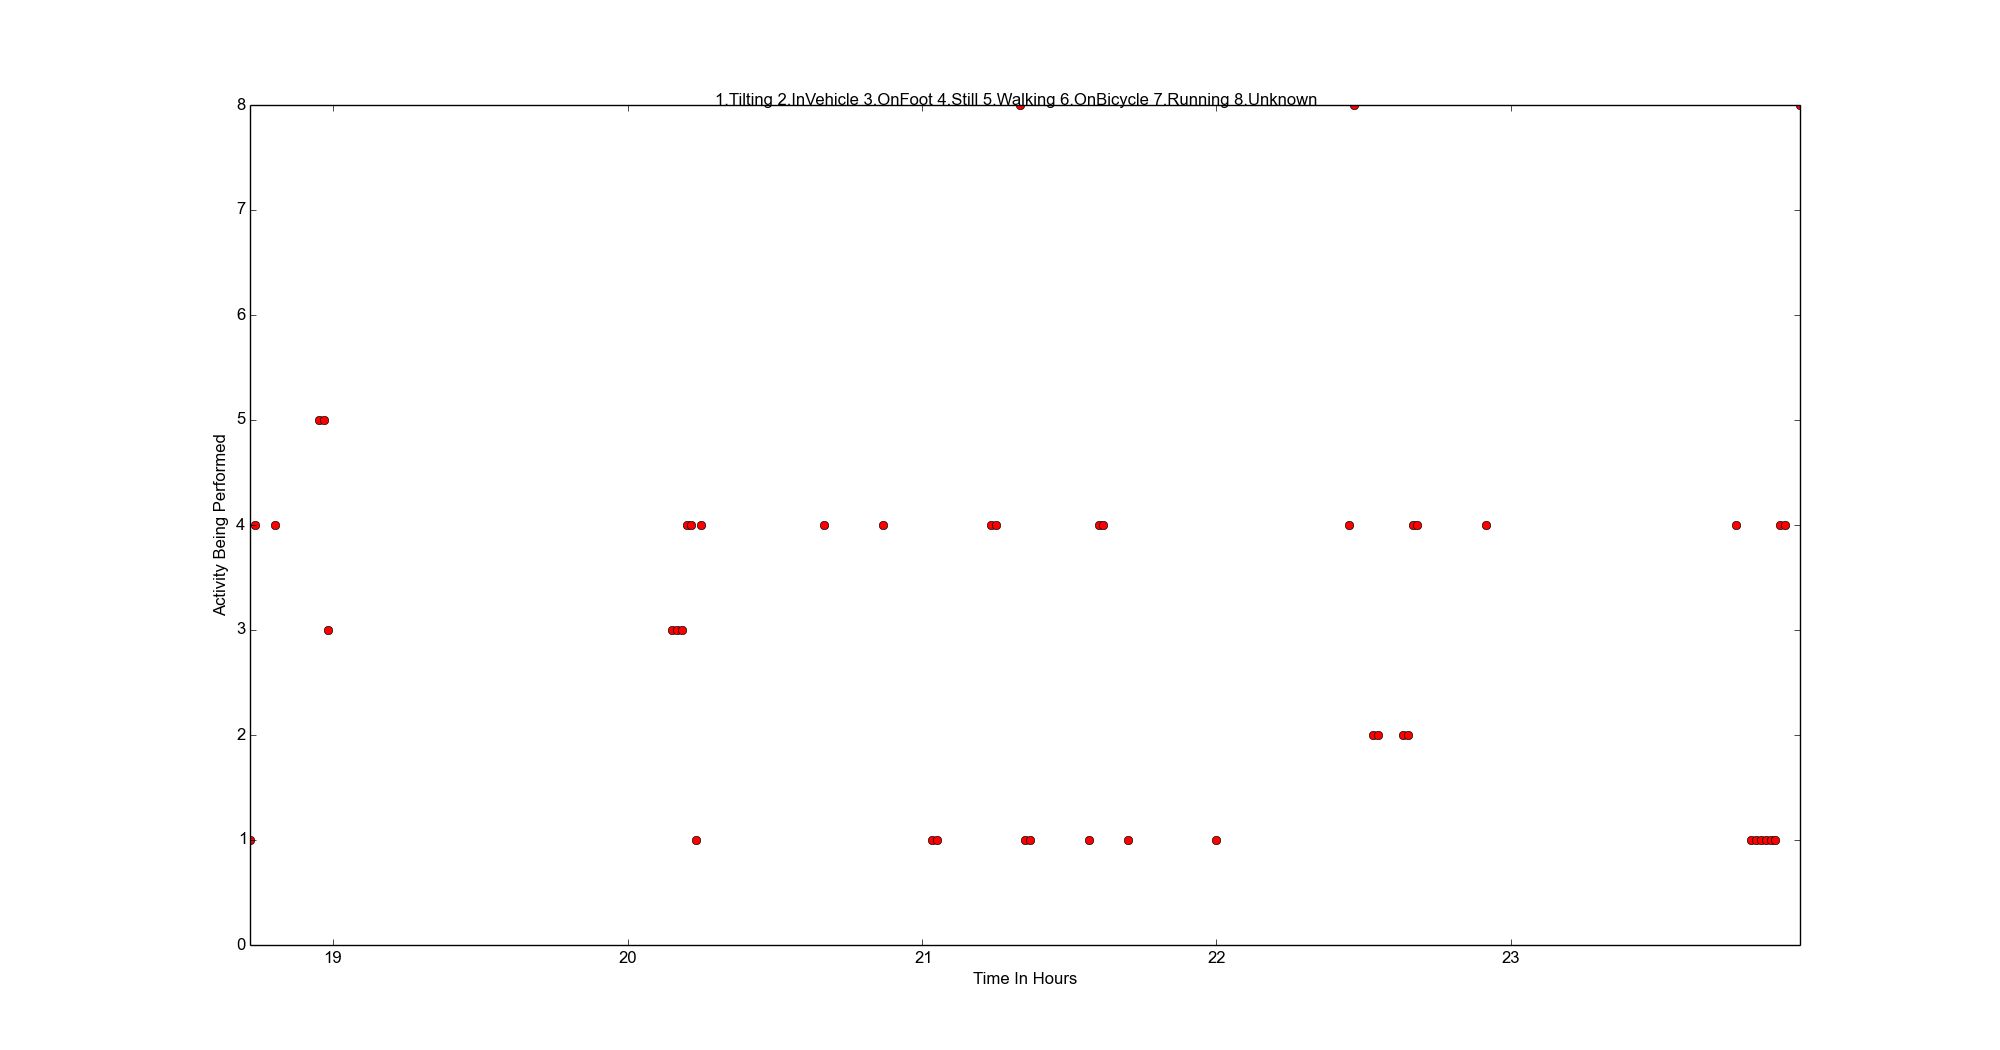 1.Tilting 2.InVehicle 3.OnFoot 4.Still 5.Walking 6.OnBicycle 7.Running 8.Unknown
8
7
6
5
4
3
2
1
0
Activity Being Performed
19 20 21 22 23
Time In Hours